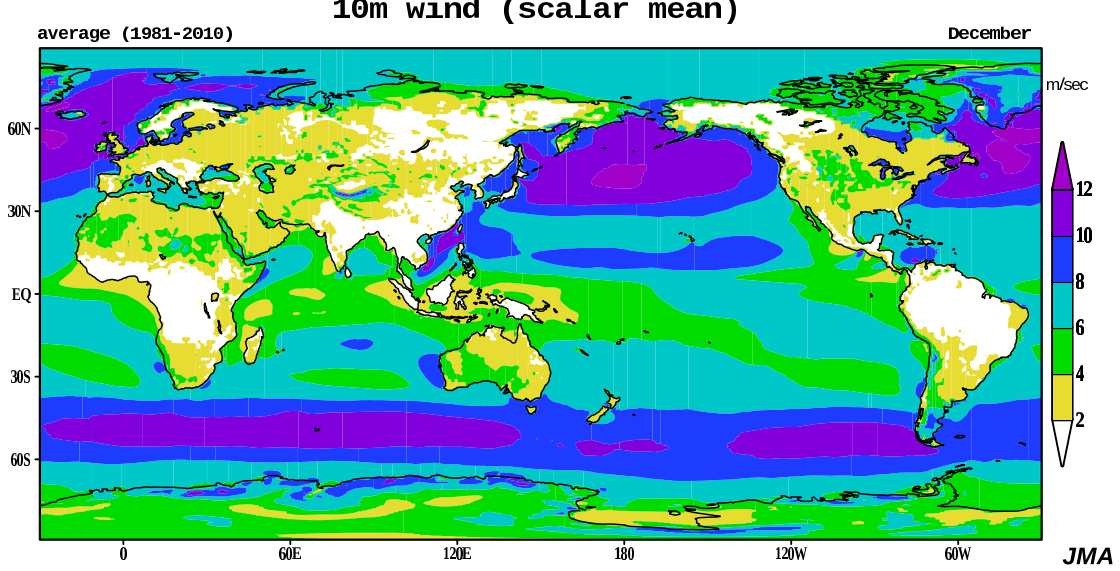 10m wind (scalar mean)
average (1981-2010) December
m/sec
60N
30N
EQ
30S
60S
12
10
8
6
4
2
0 60E 120E 180 120W 60W
JMA